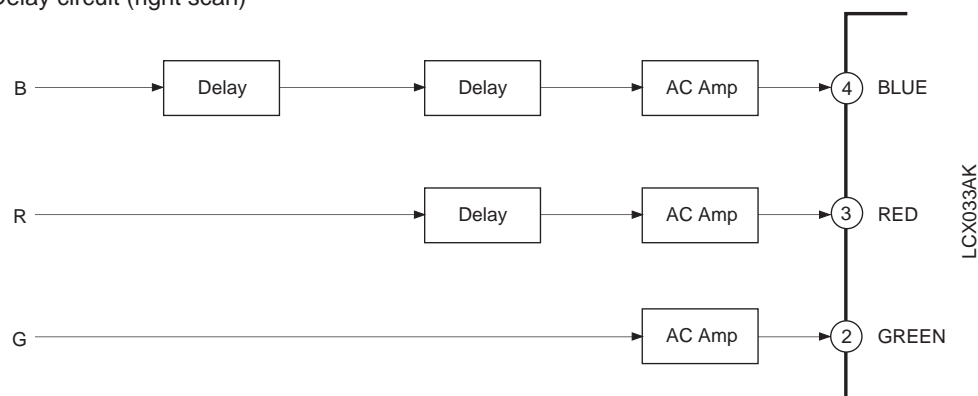 Delay circuit (right scan)
B Delay Delay AC Amp 4 BLUE
R Delay AC Amp 3 RED
G AC Amp 2 GREEN
LCX033AK